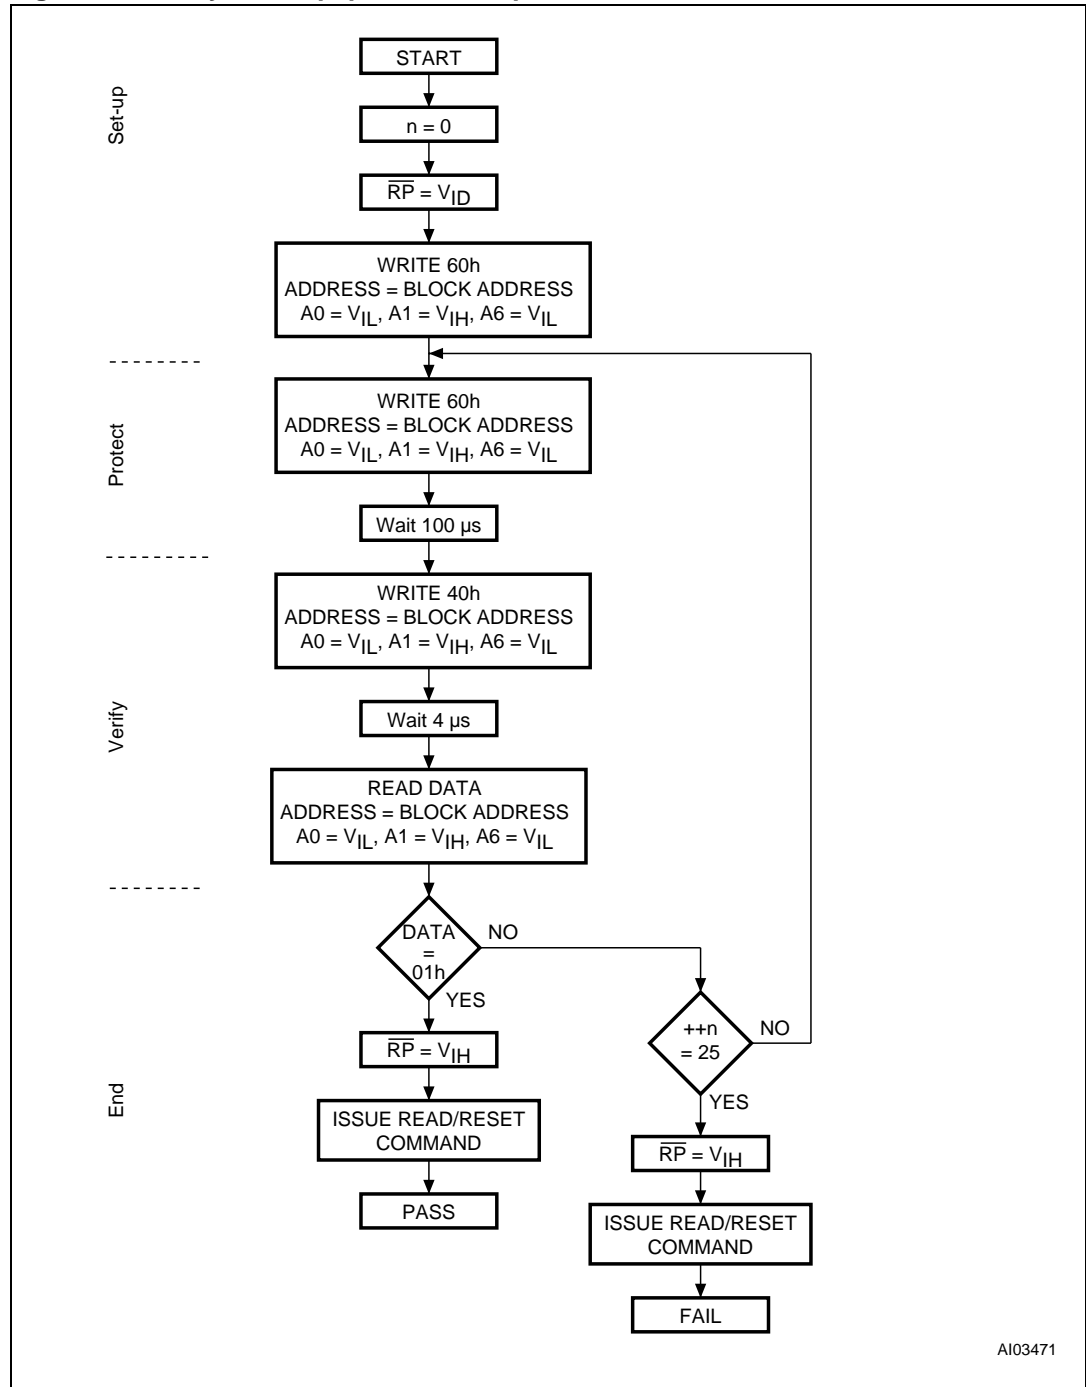 START
Set-up
n = 0
RP = VID
WRITE 60h
ADDRESS = BLOCK ADDRESS
A0 = VIL, A1 = VIH, A6 = VIL
WRITE 60h
ADDRESS = BLOCK ADDRESS
A0 = VIL, A1 = VIH, A6 = VIL
Protect
Wait 100 µs
WRITE 40h
ADDRESS = BLOCK ADDRESS
A0 = VIL, A1 = VIH, A6 = VIL
Verify
Wait 4 µs
READ DATA
ADDRESS = BLOCK ADDRESS
A0 = VIL, A1 = VIH, A6 = VIL
DATA
=
01h
NO
YES
++n
= 25
NO
YES
End
RP = VIH
ISSUE READ/RESET
COMMAND
PASS
RP = VIH
ISSUE READ/RESET
COMMAND
FAIL
AI03471